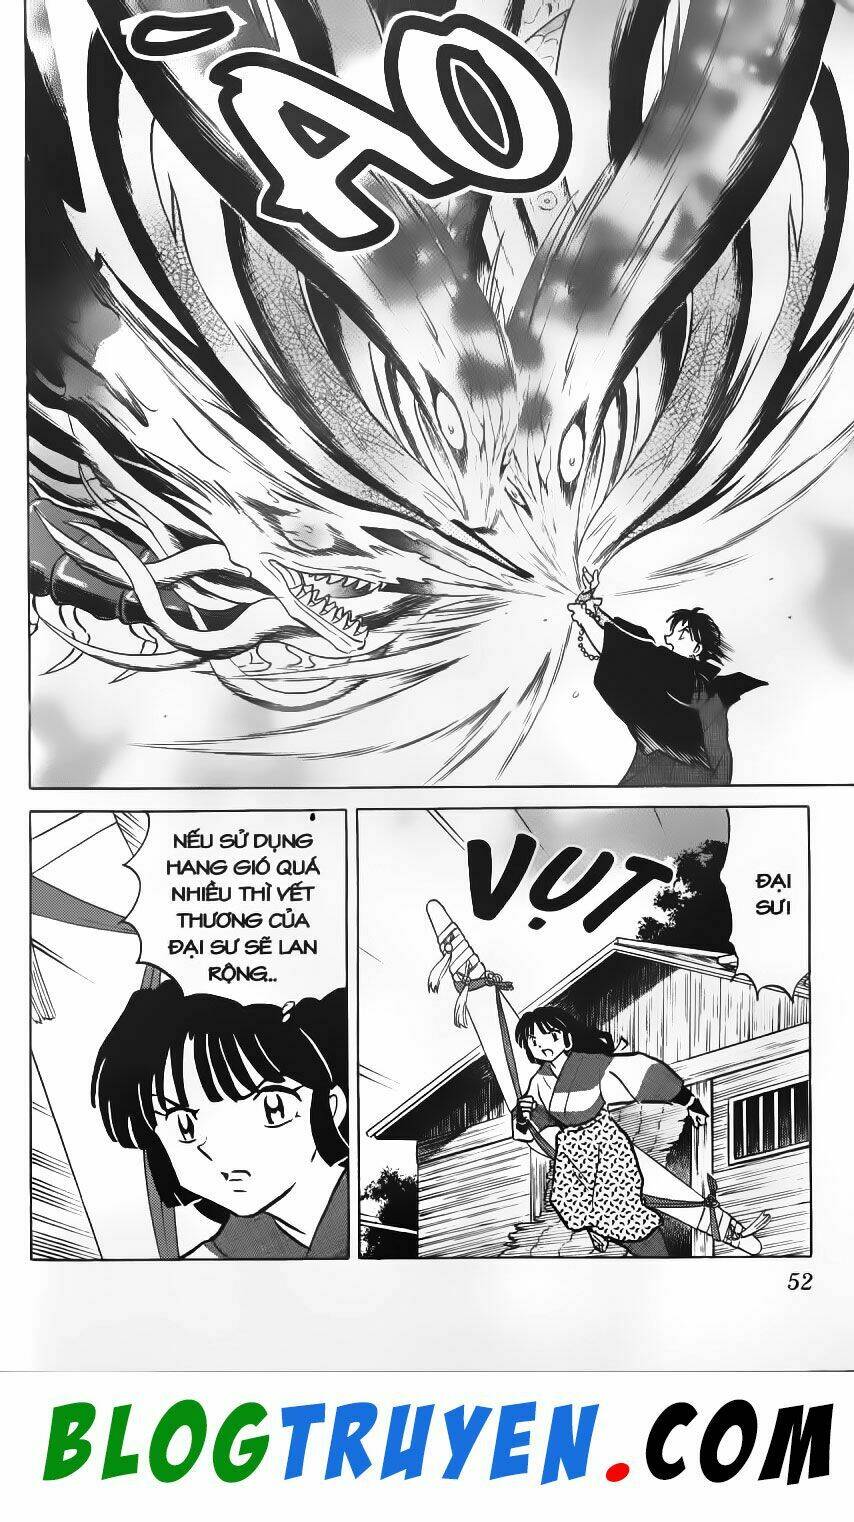 ÀO
VỤT
ĐẠI
SƯ!
NẾU SỬ DỤNG
HANG GIÓ QUÁ
NHIỀU THÌ VẾT
THƯƠNG CỦA
ĐẠI SƯ SẼ LAN
RỘNG...
52
BLOGTRUYEN.COM